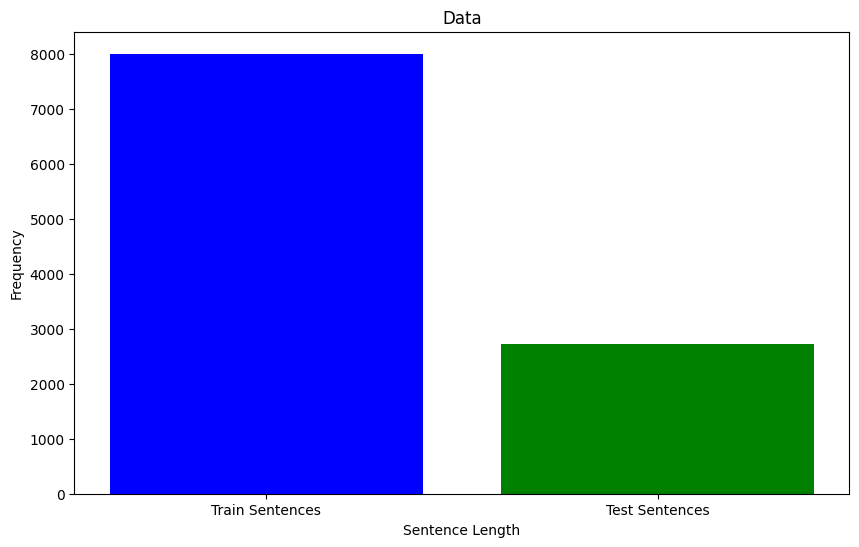 Data
8000
7000
6000
5000
4000
3000
2000
1000
0
Frequency
Train Sentences
Test Sentences
Sentence Length